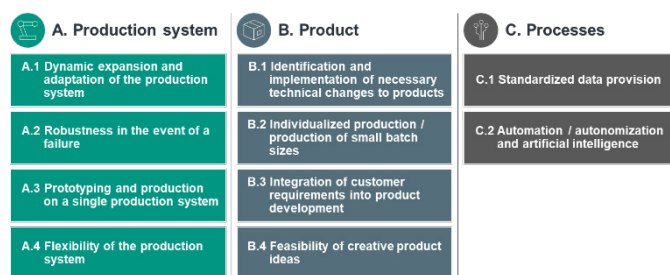 A. Production system
A.1 Dynamic expansion and
adaptation of the production
system
A.2 Robustness in the event of a
failure
A.3 Prototyping and production
on a single production system
A.4 Flexibility of the production
system
B. Product
B.1 Identification and
implementation of necessary
technical changes to products
B.2 Individualized production /
production of small batch
sizes
B.3 Integration of customer
requirements into product
development
B.4 Feasibility of creative product
ideas
C. Processes
C.1 Standardized data provision
C.2 Automation / autonomization
and artificial intelligence